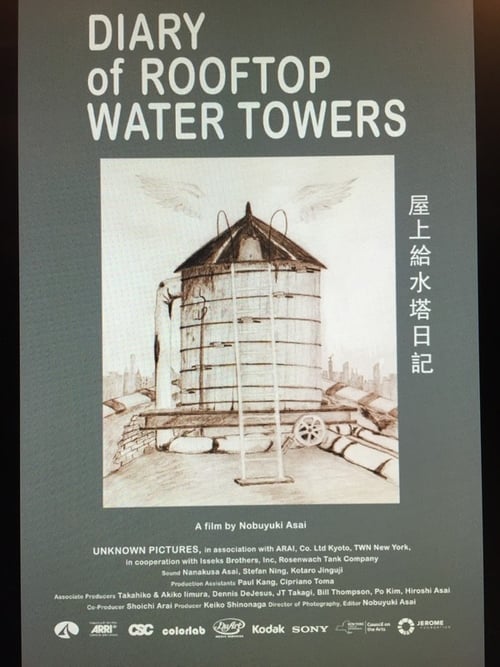 DIARY
of ROOFTOP
WATER TOWERS
屋上給水塔日記
A film by Nobuyuki Asai
UNKNOWN PICTURES, in association with ARAI, Co. Ltd Kyoto, TWN New York,
in cooperation with Isseks Brothers, Inc, Rosenwach Tank Company
Sound Nanakusa Asai, Stefan Ning, Kotaro Jinguji
Production Assistants Paul Kang, Cipriano Toma
Associate Producers Takahiko & Akiko Iimura, Dennis DeJesus, JT Takagi, Bill Thompson, Po Kim, Hiroshi Asai
Co-Producer Shoichi Arai Producer Keiko Shinonaga Director of Photography, Editor Nobuyuki Asai
ARRI CSC colorlab DuArt Kodak SONY Council on the Arts JEROME